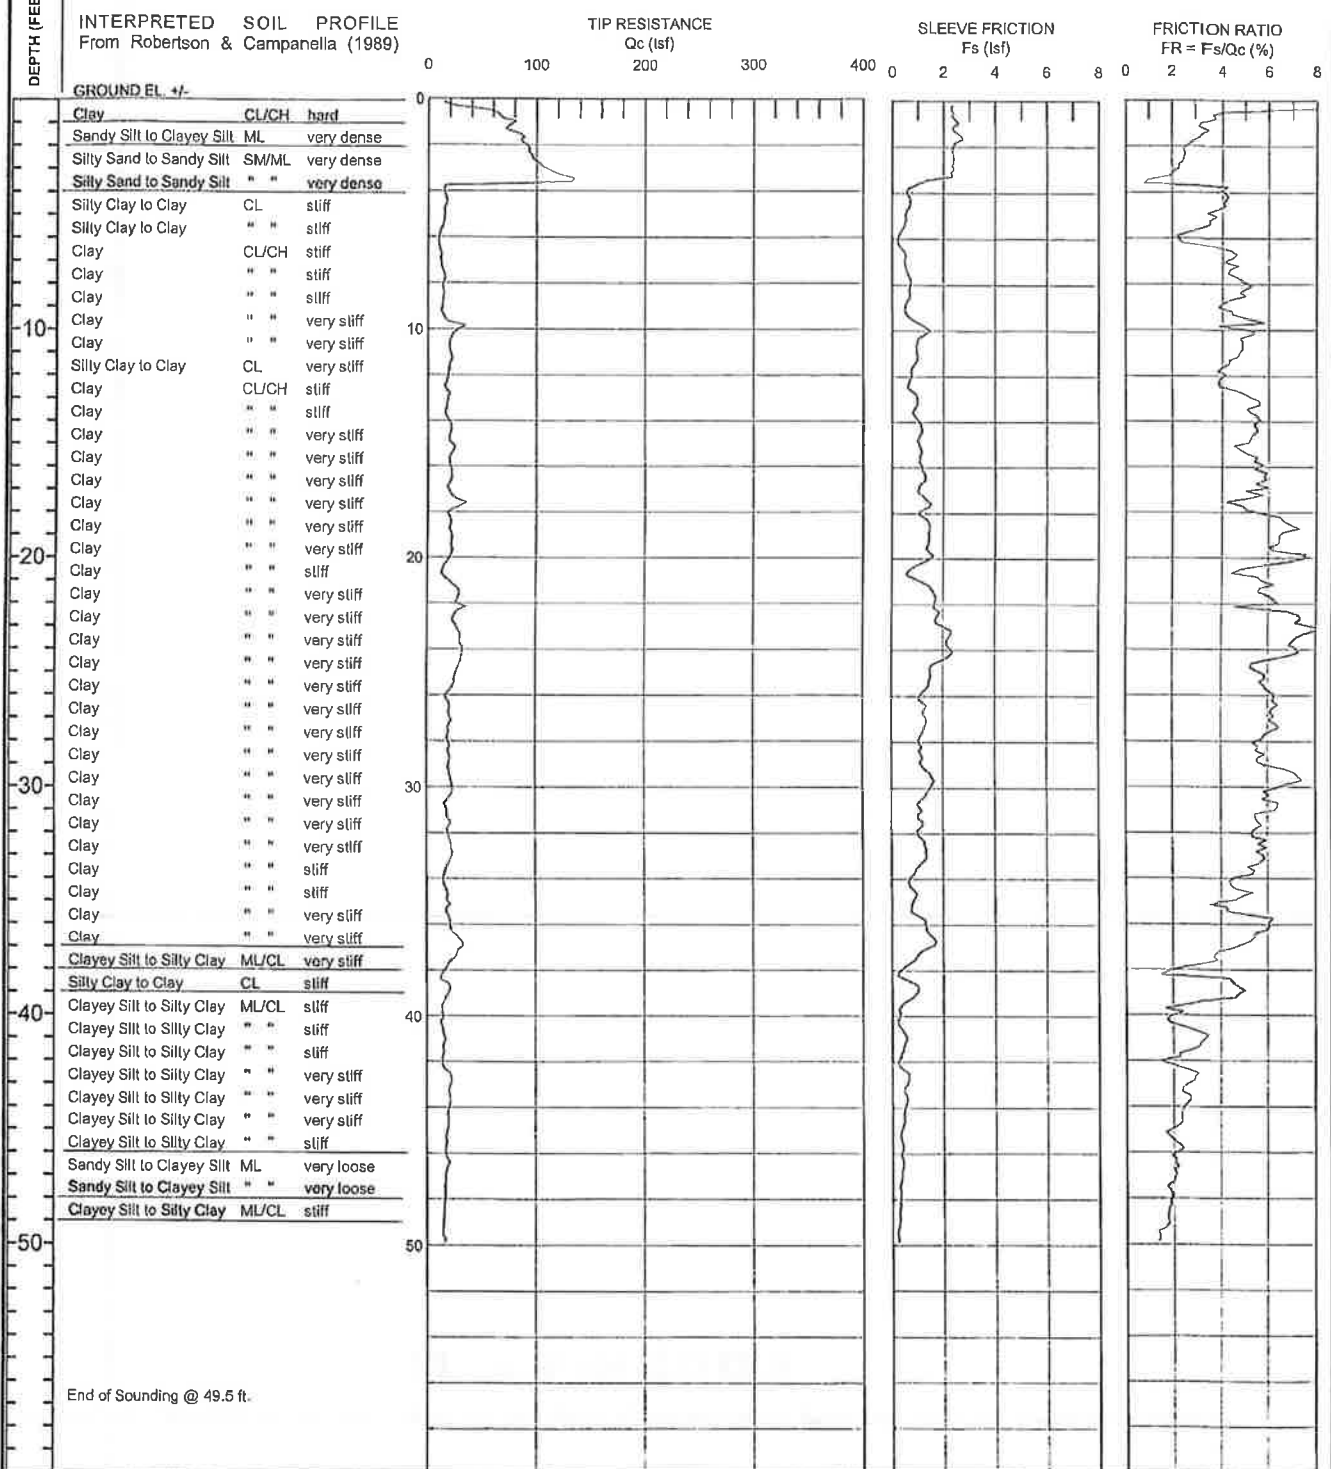 DEPTH (FEE
INTERPRETED SOIL PROFILE
From Robertson & Campanella (1989)
GROUND EL. +/-
TIP RESISTANCE
Qc (tsf)
0 100 200 300 400
SLEEVE FRICTION
Fs (tsf)
0 2 4 6 8
FRICTION RATIO
FR = Fs/Qc (%)
0 2 4 6 8
0
Clay CL/CH hard
Sandy Silt to Clayey Silt ML very dense
Silty Sand to Sandy Silt SM/ML very dense
Silty Sand to Sandy Silt " " very dense
Silty Clay to Clay CL stiff
Silty Clay to Clay " " stiff
Clay CL/CH stiff
Clay " " stiff
Clay " " stiff
10 Clay " " very stiff 10
Clay " " very stiff
Silty Clay to Clay CL very stiff
Clay CL/CH stiff
Clay " " stiff
Clay " " very stiff
Clay " " very stiff
Clay " " very stiff
Clay " " very stiff
Clay " " very stiff
20 Clay " " very stiff 20
Clay " " stiff
Clay " " very stiff
Clay " " very stiff
Clay " " very stiff
Clay " " very stiff
Clay " " very stiff
Clay " " very stiff
Clay " " very stiff
Clay " " very stiff
30 Clay " " very stiff 30
Clay " " very stiff
Clay " " very stiff
Clay " " very stiff
Clay " " stiff
Clay " " stiff
Clay " " very stiff
Clay " " very stiff
Clayey Silt to Silty Clay ML/CL very stiff
Silty Clay to Clay CL stiff
40 Clayey Silt to Silty Clay ML/CL stiff 40
Clayey Silt to Silty Clay " " stiff
Clayey Silt to Silty Clay " " stiff
Clayey Silt to Silty Clay " " very stiff
Clayey Silt to Silty Clay " " very stiff
Clayey Silt to Silty Clay " " very stiff
Clayey Silt to Silty Clay " " stiff
Sandy Silt to Clayey Silt ML very loose
Sandy Silt to Clayey Silt " " very loose
Clayey Silt to Silty Clay ML/CL stiff
50 50
End of Sounding @ 49.5 ft.